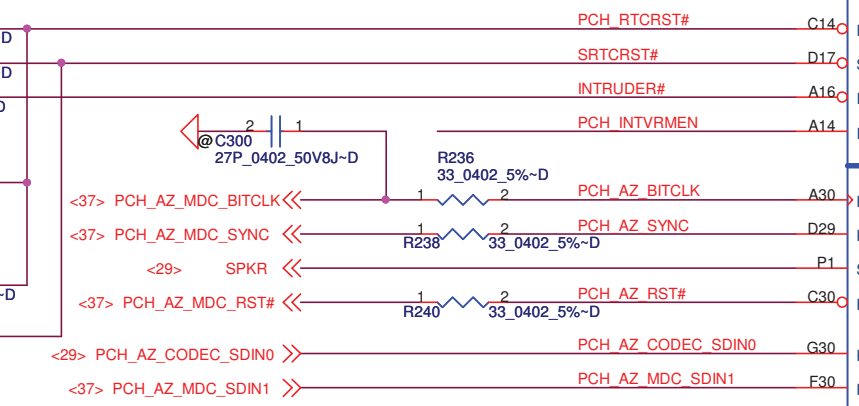 PCH_RTCRST# C14
D
SRTCRST# D17
D
INTRUDER# A16
D
2 1 PCH_INTVRMEN A14
@ C300
27P_0402_50V8J~D
R236
33_0402_5%~D
<37> PCH_AZ_MDC_BITCLK 1 2 PCH_AZ_BITCLK A30
<37> PCH_AZ_MDC_SYNC 1 2 PCH_AZ_SYNC D29
R238 33_0402_5%~D
<29> SPKR P1
~D
<37> PCH_AZ_MDC_RST# 1 2 PCH_AZ_RST# C30
R240 33_0402_5%~D
<29> PCH_AZ_CODEC_SDIN0 PCH_AZ_CODEC_SDIN0 G30
<37> PCH_AZ_MDC_SDIN1 PCH_AZ_MDC_SDIN1 F30